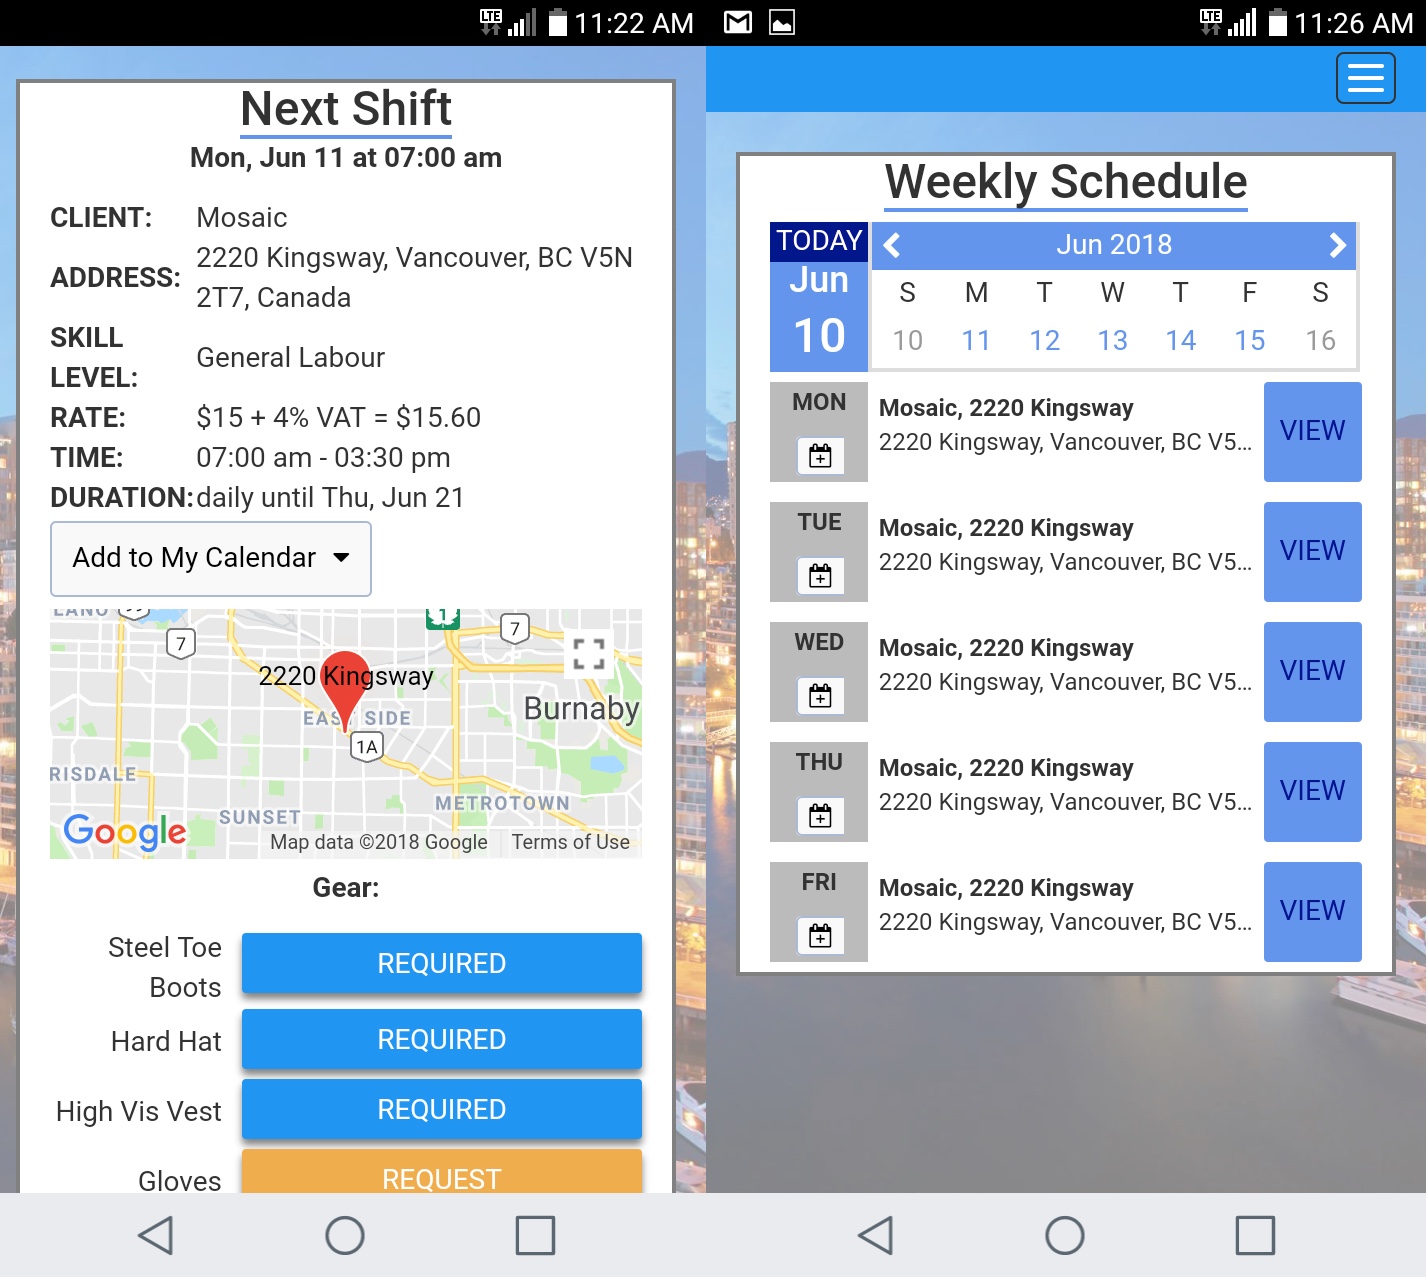 LTE 11:22 AM
Next Shift
Mon, Jun 11 at 07:00 am
CLIENT: Mosaic
ADDRESS: 2220 Kingsway, Vancouver, BC V5N
2T7, Canada
SKILL
LEVEL: General Labour
RATE: $15 + 4% VAT = $15.60
TIME: 07:00 am - 03:30 pm
DURATION: daily until Thu, Jun 21
Add to My Calendar
7
1
7
2220 Kingsway
Burnaby
EAST SIDE
1A
RISDALE
METROTOWN
SUNSET
Google
Map data ©2018 Google Terms of Use
Gear:
Steel Toe
Boots REQUIRED
Hard Hat REQUIRED
High Vis Vest REQUIRED
Gloves REQUEST
LTE 11:26 AM
Weekly Schedule
TODAY
Jun
10
Jun 2018
S M T W T F S
10 11 12 13 14 15 16
MON
Mosaic, 2220 Kingsway
2220 Kingsway, Vancouver, BC V5...
VIEW
TUE
Mosaic, 2220 Kingsway
2220 Kingsway, Vancouver, BC V5...
VIEW
WED
Mosaic, 2220 Kingsway
2220 Kingsway, Vancouver, BC V5...
VIEW
THU
Mosaic, 2220 Kingsway
2220 Kingsway, Vancouver, BC V5...
VIEW
FRI
Mosaic, 2220 Kingsway
2220 Kingsway, Vancouver, BC V5...
VIEW